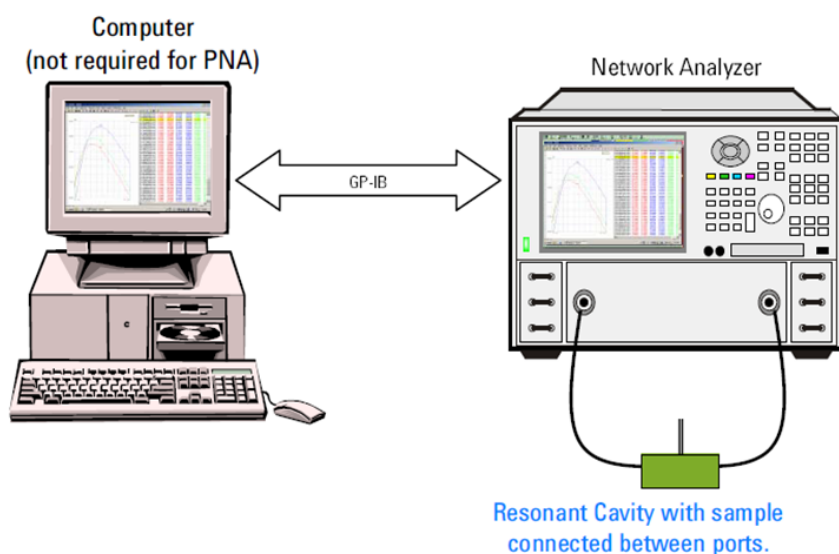 Computer
(not required for PNA)
Network Analyzer
GP-IB
Resonant Cavity with sample
connected between ports.